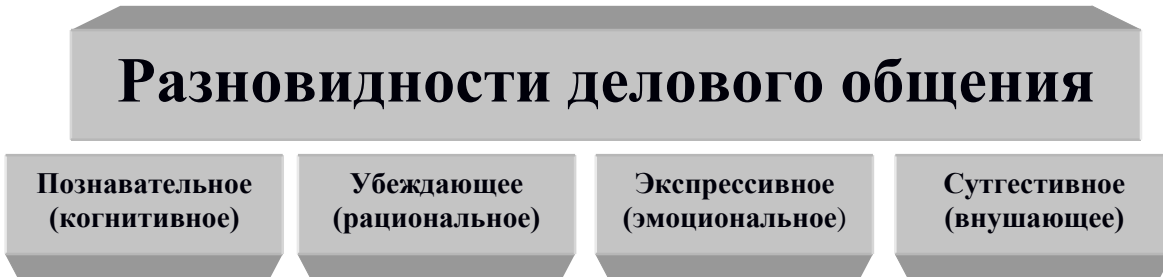 Разновидности делового общения
Познавательное
(когнитивное)
Убеждающее
(рациональное)
Экспрессивное
(эмоциональное)
Сутгестивное
(внушающее)